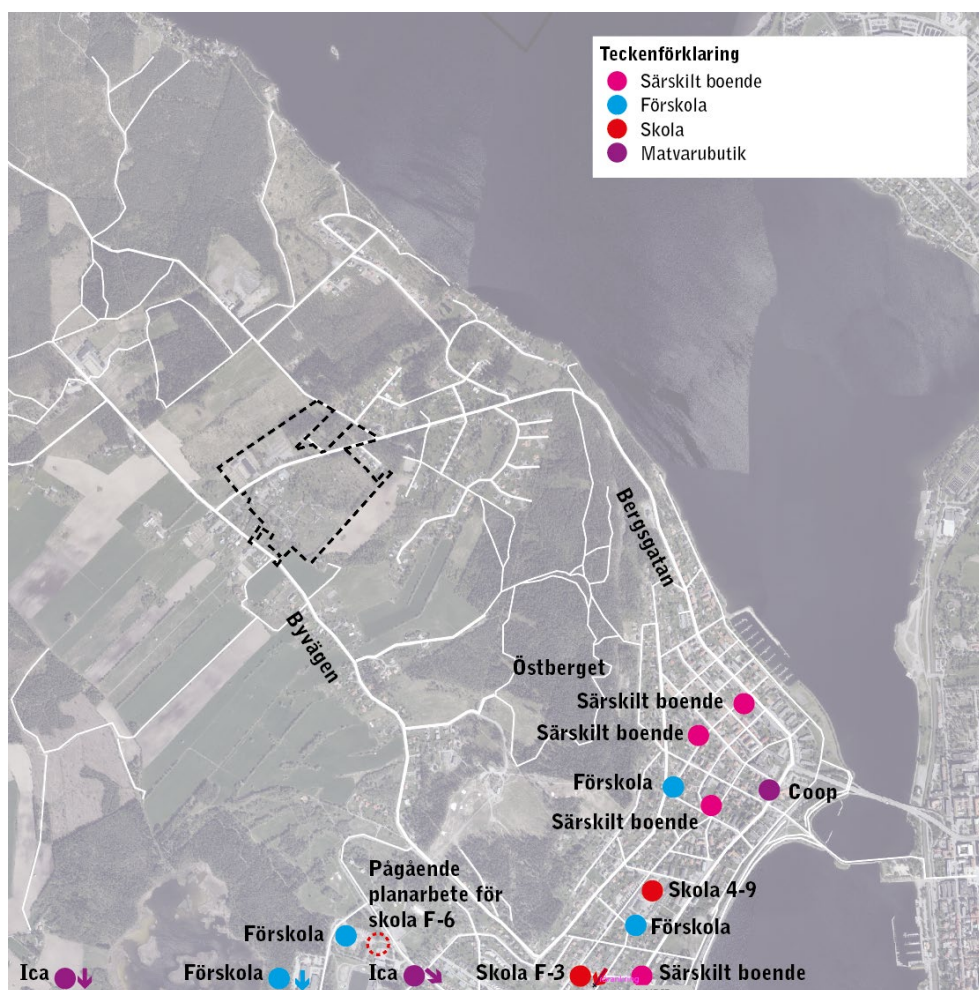 Teckenförklaring
Särskilt boende
Förskola
Skola
Matvarubutik
Bergsgatan
Byvägen
Östberget
Särskilt boende
Särskilt boende
Förskola
Coop
Särskilt boende
Pågående
planarbete för
skola F-6
Skola 4-9
Förskola
Förskola
Ica
Förskola
Ica
Skola F-3
Särskilt boende